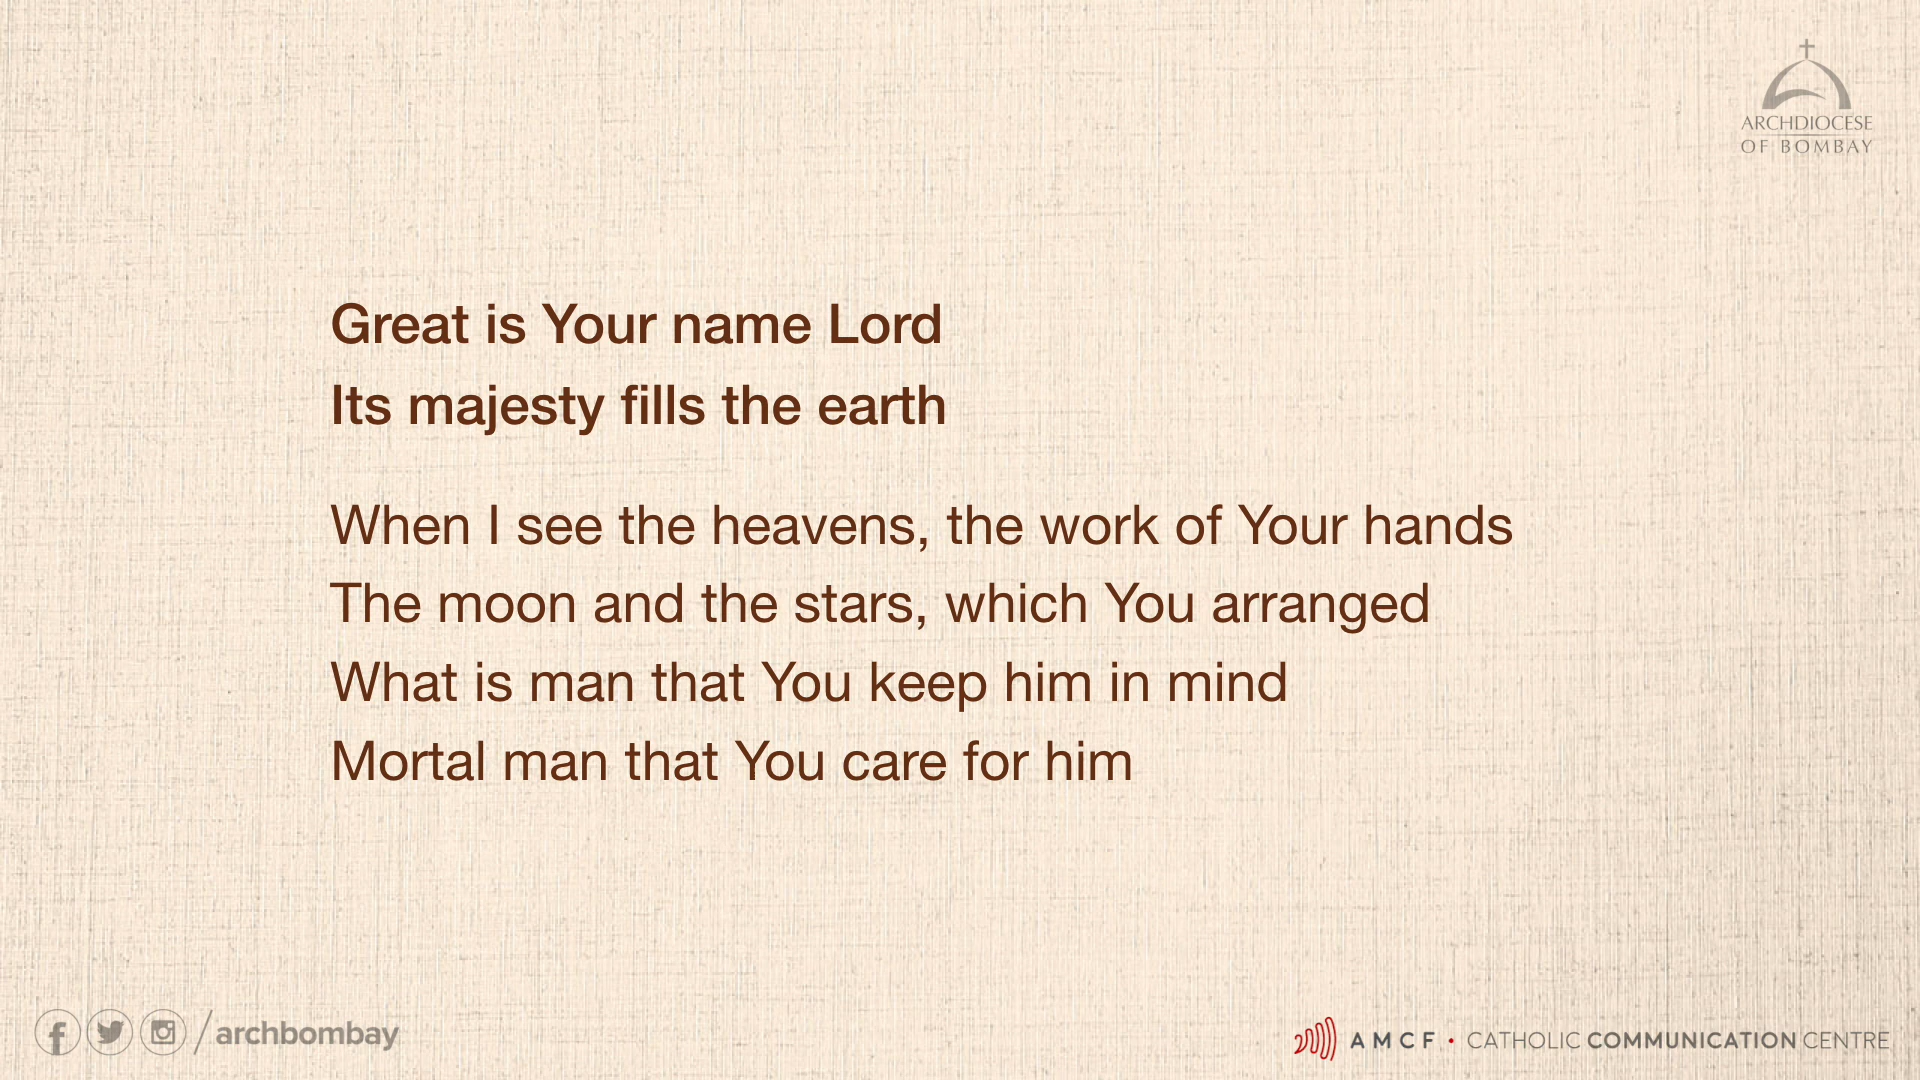 ARCHDIOCESE
OF BOMBAY
Great is Your name Lord
Its majesty fills the earth
When I see the heavens, the work of Your hands
The moon and the stars, which You arranged
What is man that You keep him in mind
Mortal man that You care for him
/archbombay
AMCF • CATHOLIC COMMUNICATION CENTRE